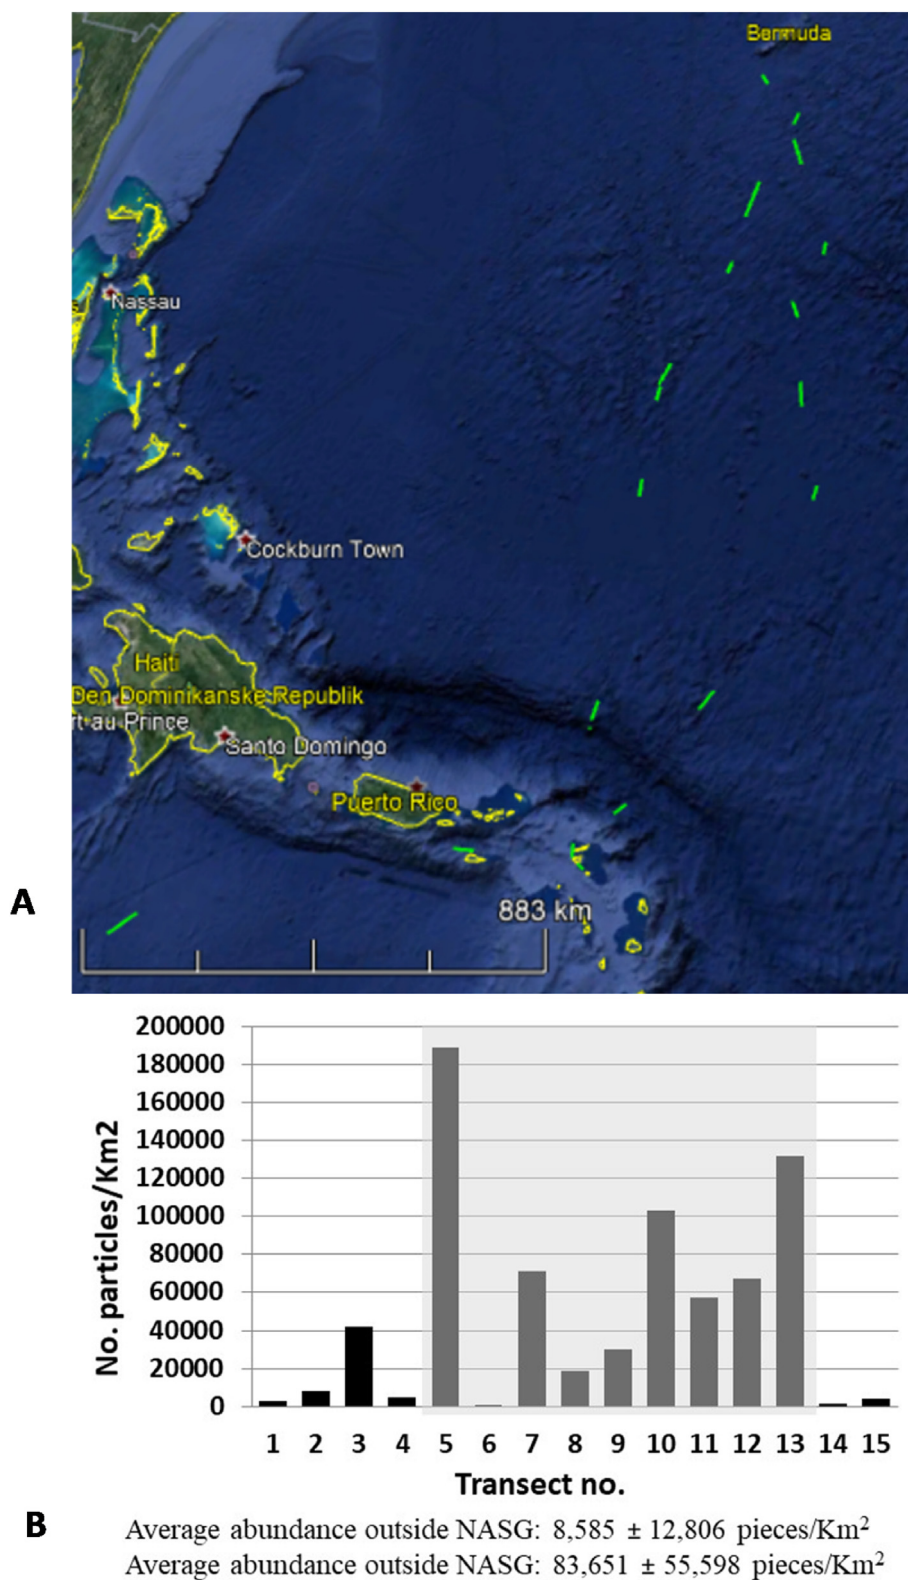 Bermuda
Nassau
Cockburn Town
Haiti
Den Dominikanske Republik
rt-au Prince
Santo Domingo
Puerto Rico
A
883 km
200000
180000
160000
140000
120000
100000
80000
60000
40000
20000
0
No. particles/Km2
1 2 3 4 5 6 7 8 9 10 11 12 13 14 15
Transect no.
B
Average abundance outside NASG: 8,585 ± 12,806 pieces/Km²
Average abundance outside NASG: 83,651 ± 55,598 pieces/Km²